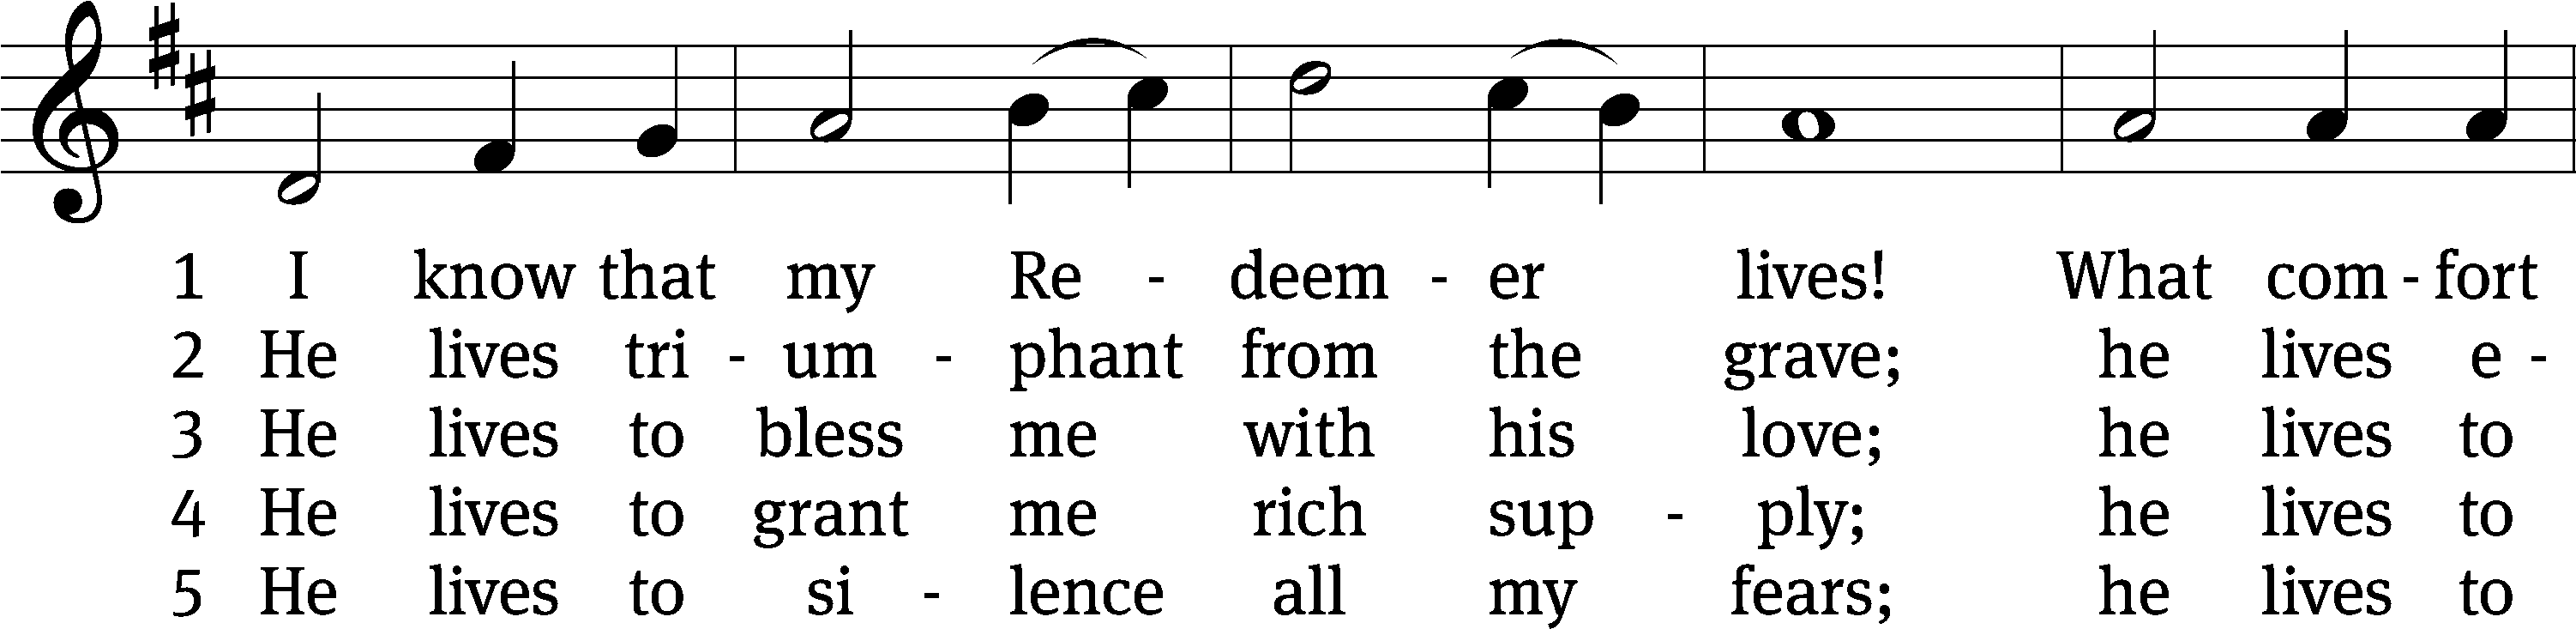 1 I know that my Re - deem - er lives! What com - fort
2 He lives tri - um - phant from the grave; he lives e -
3 He lives to bless me with his love; he lives to
4 He lives to grant me rich sup - ply; he lives to
5 He lives to si - lence all my fears; he lives to